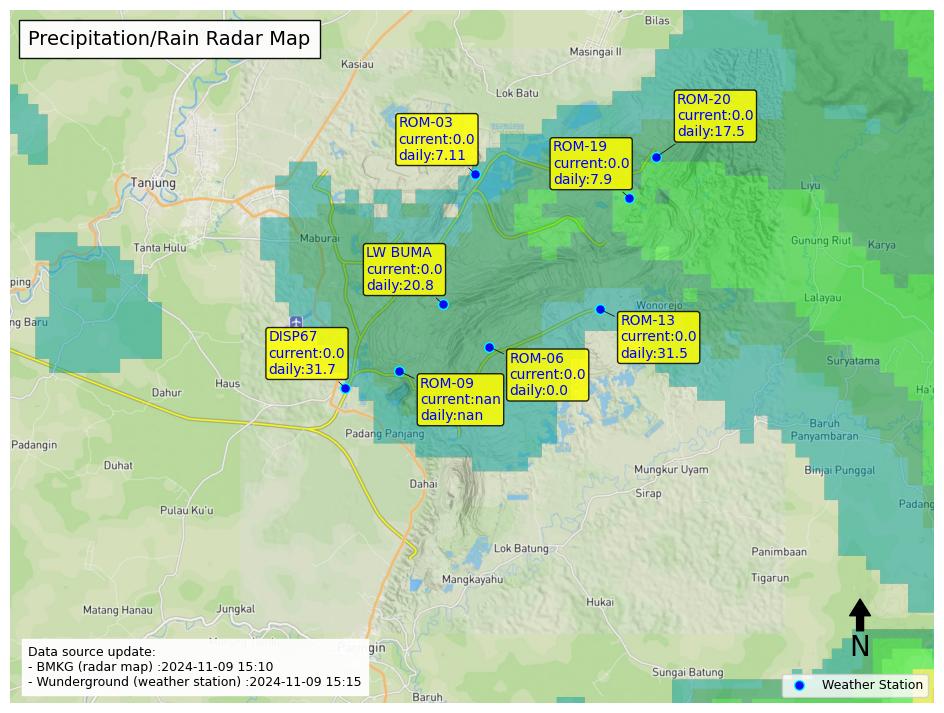 Precipitation/Rain Radar Map
Bilas
Masingai II
Kasiau
Lok Batu
ROM-20
current:0.0
daily:17.5
ROM-03
current:0.0
daily:7.11
ROM-19
current:0.0
daily:7.9
Tanjung
Liyu
Maburai
Tanta Hulu
Gunung Riut
Karya
LW BUMA
current:0.0
daily:20.8
ping
Lalayau
Wonorejo
ng Baru
ROM-13
current:0.0
daily:31.5
DISP67
current:0.0
daily:31.7
ROM-06
current:0.0
daily:0.0
Suryatama
Haus
Dahur
Ha'u
ROM-09
current:nan
daily:nan
Baruh
Panyambaran
Padang Panjang
Padangin
Duhat
Mungkur Uyam
Binjai Punggal
Dahai
Sirap
Pulau Ku'u
Padang
Lok Batung
Panimbaan
Mangkayahu
Tigarun
Hukai
Matang Hanau
Jungkal
N
Sungai Batung
Baruh
Data source update:
- BMKG (radar map) :2024-11-09 15:10
- Wunderground (weather station) :2024-11-09 15:15
Weather Station